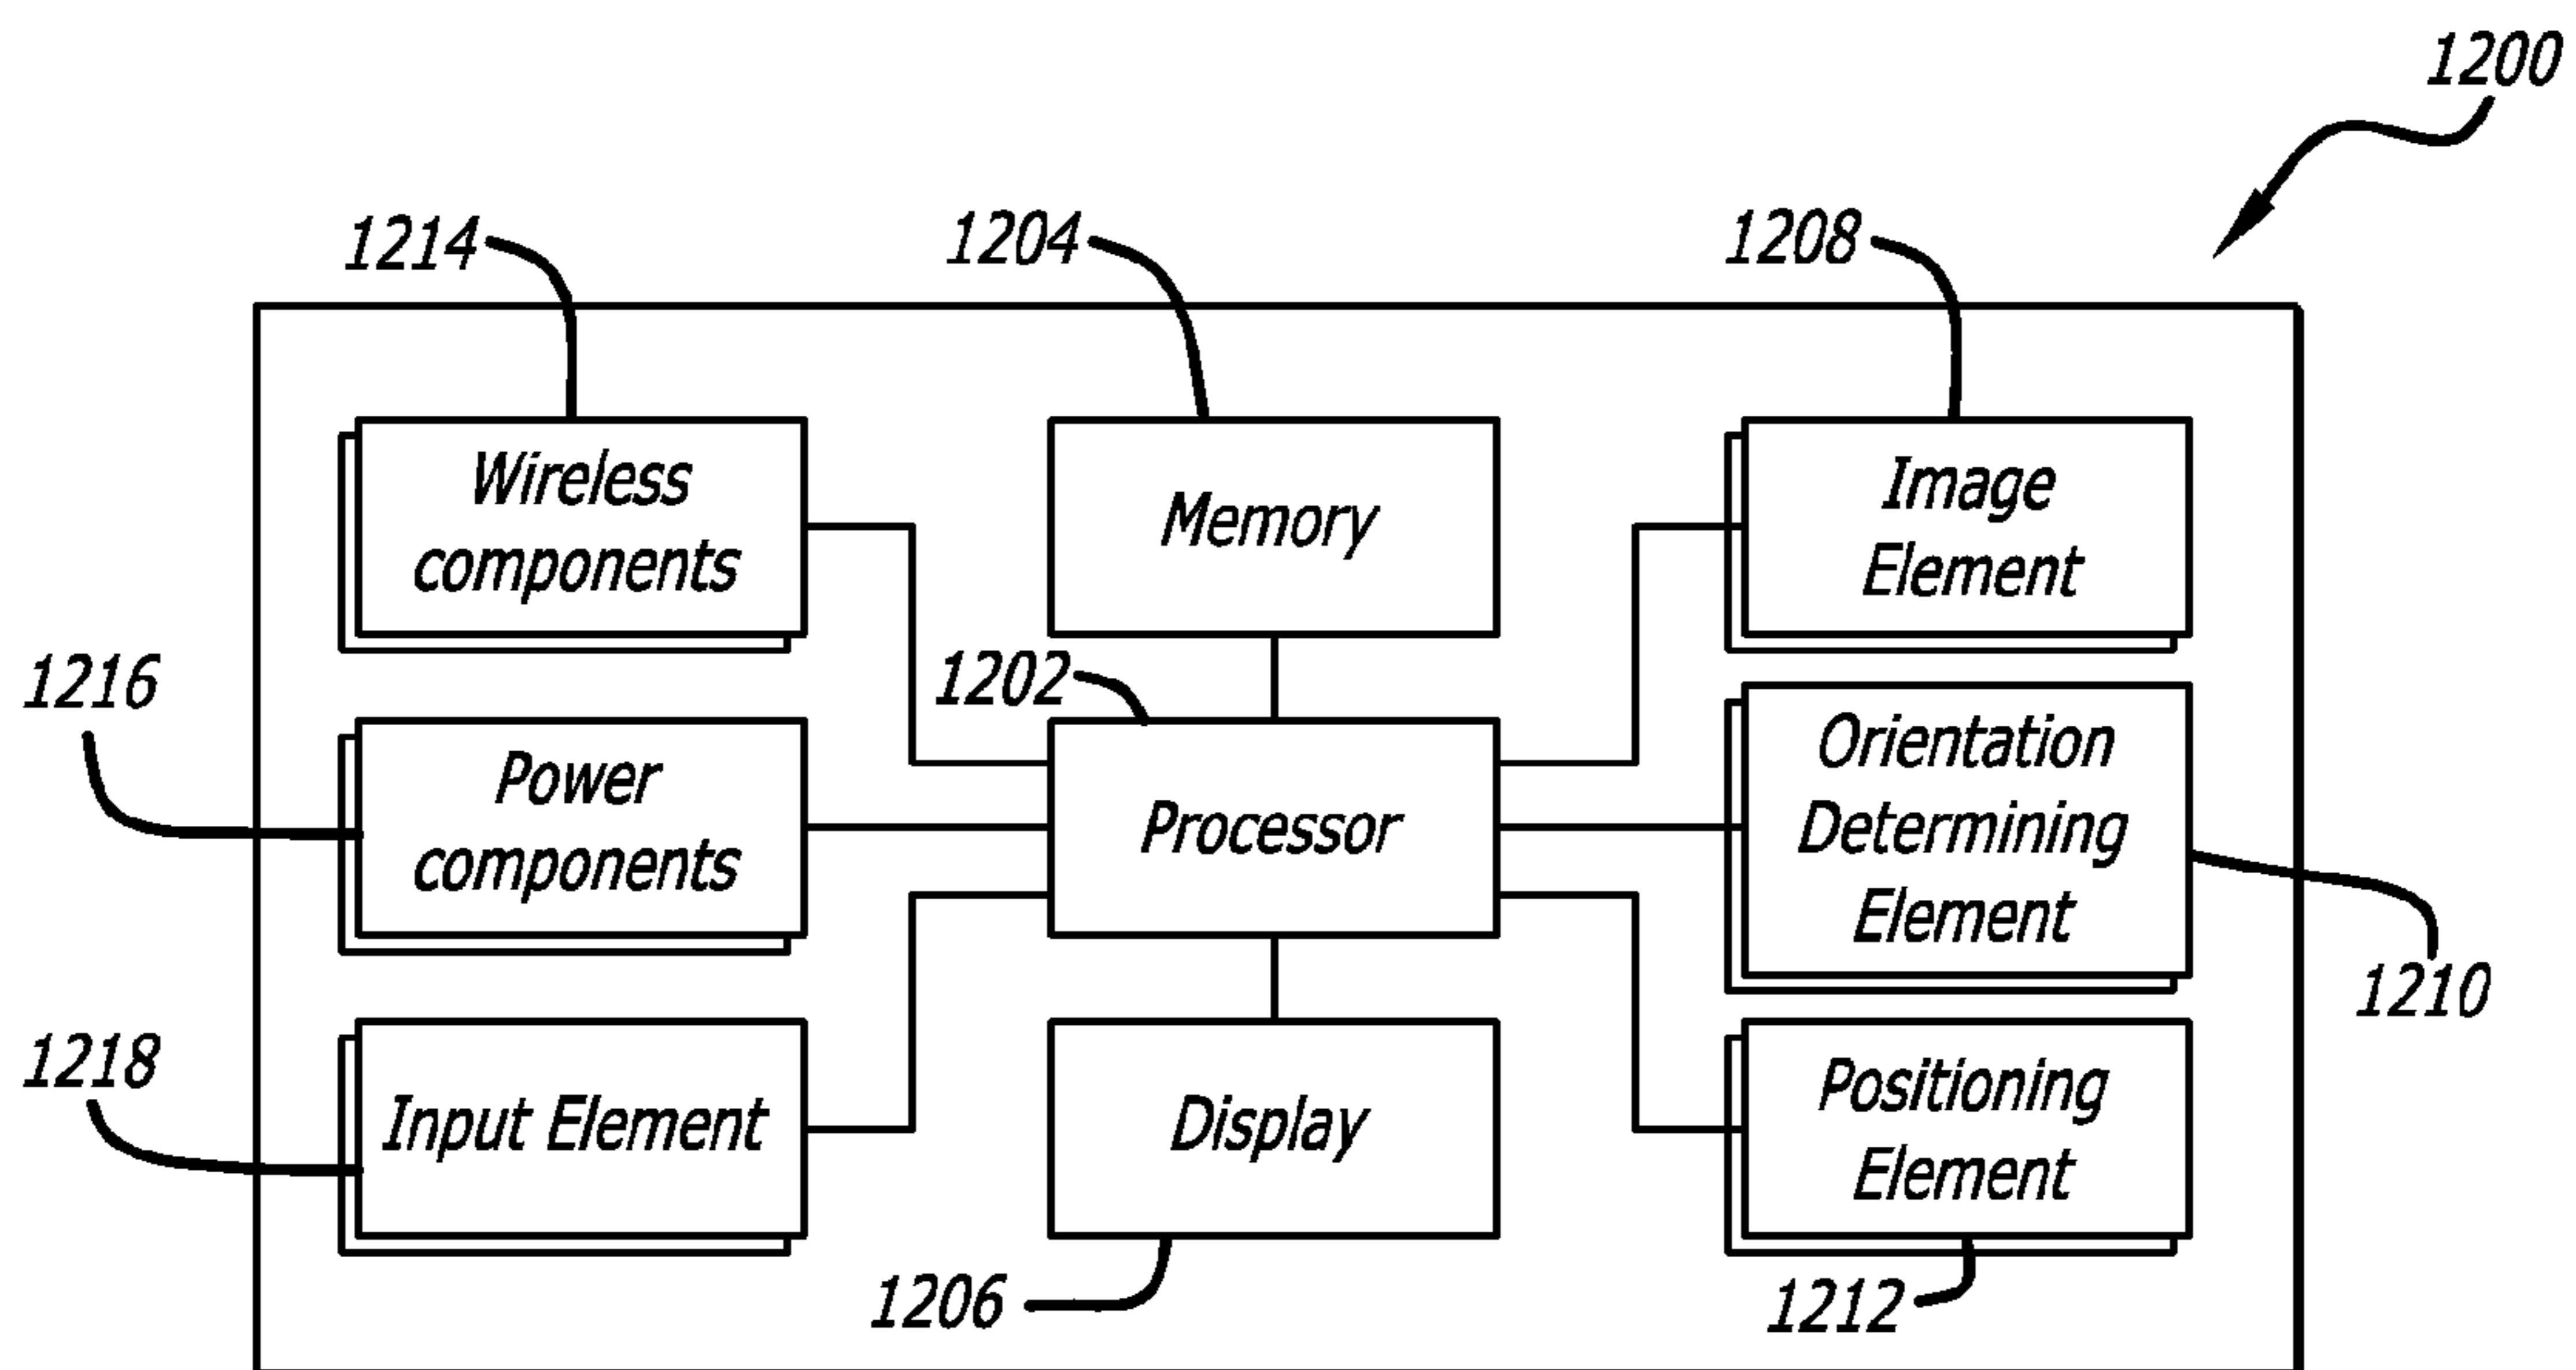 1200
1214
1204
1208
Wireless
components
Memory
Image
Element
1216
1202
Power
components
Processor
Orientation
Determining
Element
1210
1218
Input Element
Display
Positioning
Element
1206
1212